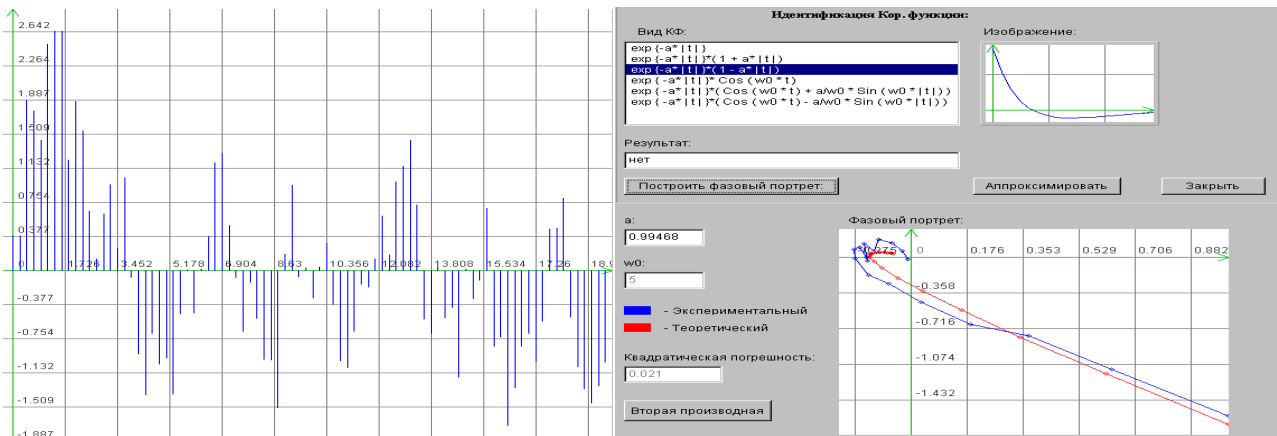 2.642
2.264
1.887
1.509
1.132
0.754
0.377
0 1.726 3.452 5.178 6.904 8.63 10.356 12.082 13.808 15.534 17.26 18.9
-0.377
-0.754
-1.132
-1.509
-1.887
Идентификация Кор. функции:
Вид КФ:
Изображение:
exp {-a*|t|}
exp {-a*|t|}*(1 + a*|t|)
exp {-a*|t|}*(1 - a*|t|)
exp {-a*|t|}* Cos (w0*t)
exp {-a*|t|}*(Cos (w0*t) + a/w0 * Sin (w0*|t|))
exp {-a*|t|}*(Cos (w0*t) - a/w0 * Sin (w0*|t|))
Результат:
нет
Построить фазовый портрет:
Аппроксимировать
Закрыть
a:
0.99468
w0:
5
- Экспериментальный
- Теоретический
Квадратическая погрешность:
0.021
Вторая производная
Фазовый портрет:
0 0.176 0.353 0.529 0.706 0.882
-0.358
-0.716
-1.074
-1.432